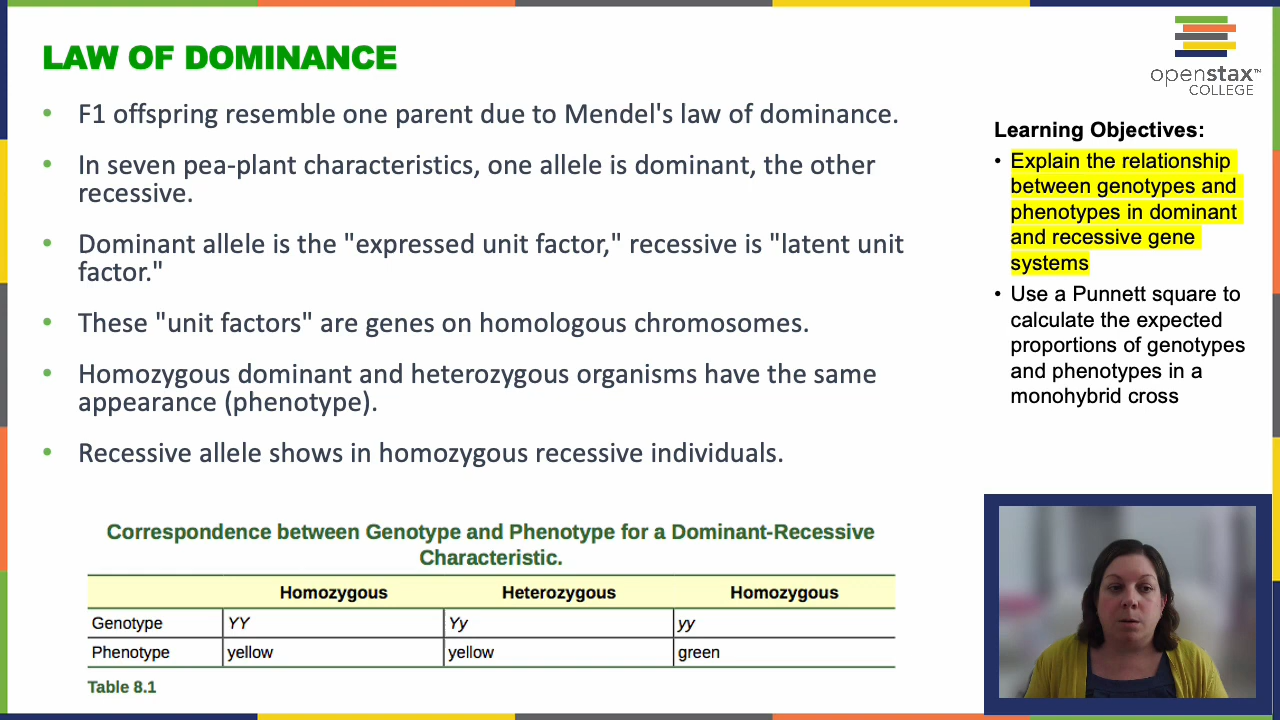 LAW OF DOMINANCE
• F1 offspring resemble one parent due to Mendel's law of dominance.
• In seven pea-plant characteristics, one allele is dominant, the other
recessive.
• Dominant allele is the "expressed unit factor," recessive is "latent unit
factor."
• These "unit factors" are genes on homologous chromosomes.
• Homozygous dominant and heterozygous organisms have the same
appearance (phenotype).
• Recessive allele shows in homozygous recessive individuals.
Correspondence between Genotype and Phenotype for a Dominant-Recessive
Characteristic.
Homozygous Heterozygous Homozygous
Genotype YY Yy yy
Phenotype yellow yellow green
Table 8.1
openstax™
COLLEGE
Learning Objectives:
• Explain the relationship
between genotypes and
phenotypes in dominant
and recessive gene
systems
• Use a Punnett square to
calculate the expected
proportions of genotypes
and phenotypes in a
monohybrid cross